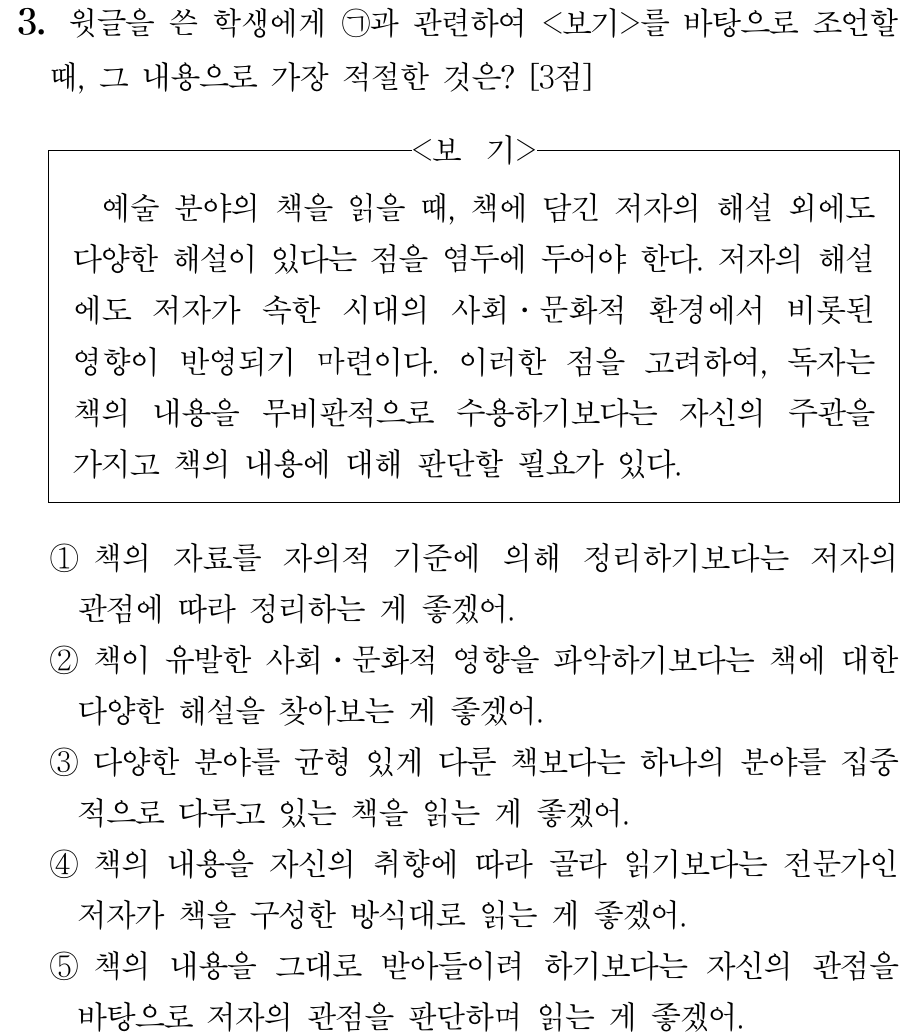 3. 윗글을 쓴 학생에게 ㉠과 관련하여 <보기>를 바탕으로 조언할
때, 그 내용으로 가장 적절한 것은? [3점]
<보 기>
예술 분야의 책을 읽을 때, 책에 담긴 저자의 해설 외에도
다양한 해설이 있다는 점을 염두에 두어야 한다. 저자의 해설
에도 저자가 속한 시대의 사회・문화적 환경에서 비롯된
영향이 반영되기 마련이다. 이러한 점을 고려하여, 독자는
책의 내용을 무비판적으로 수용하기보다는 자신의 주관을
가지고 책의 내용에 대해 판단할 필요가 있다.
① 책의 자료를 자의적 기준에 의해 정리하기보다는 저자의
관점에 따라 정리하는 게 좋겠어.
② 책이 유발한 사회・문화적 영향을 파악하기보다는 책에 대한
다양한 해설을 찾아보는 게 좋겠어.
③ 다양한 분야를 균형 있게 다룬 책보다는 하나의 분야를 집중
적으로 다루고 있는 책을 읽는 게 좋겠어.
④ 책의 내용을 자신의 취향에 따라 골라 읽기보다는 전문가인
저자가 책을 구성한 방식대로 읽는 게 좋겠어.
⑤ 책의 내용을 그대로 받아들이려 하기보다는 자신의 관점을
바탕으로 저자의 관점을 판단하며 읽는 게 좋겠어.